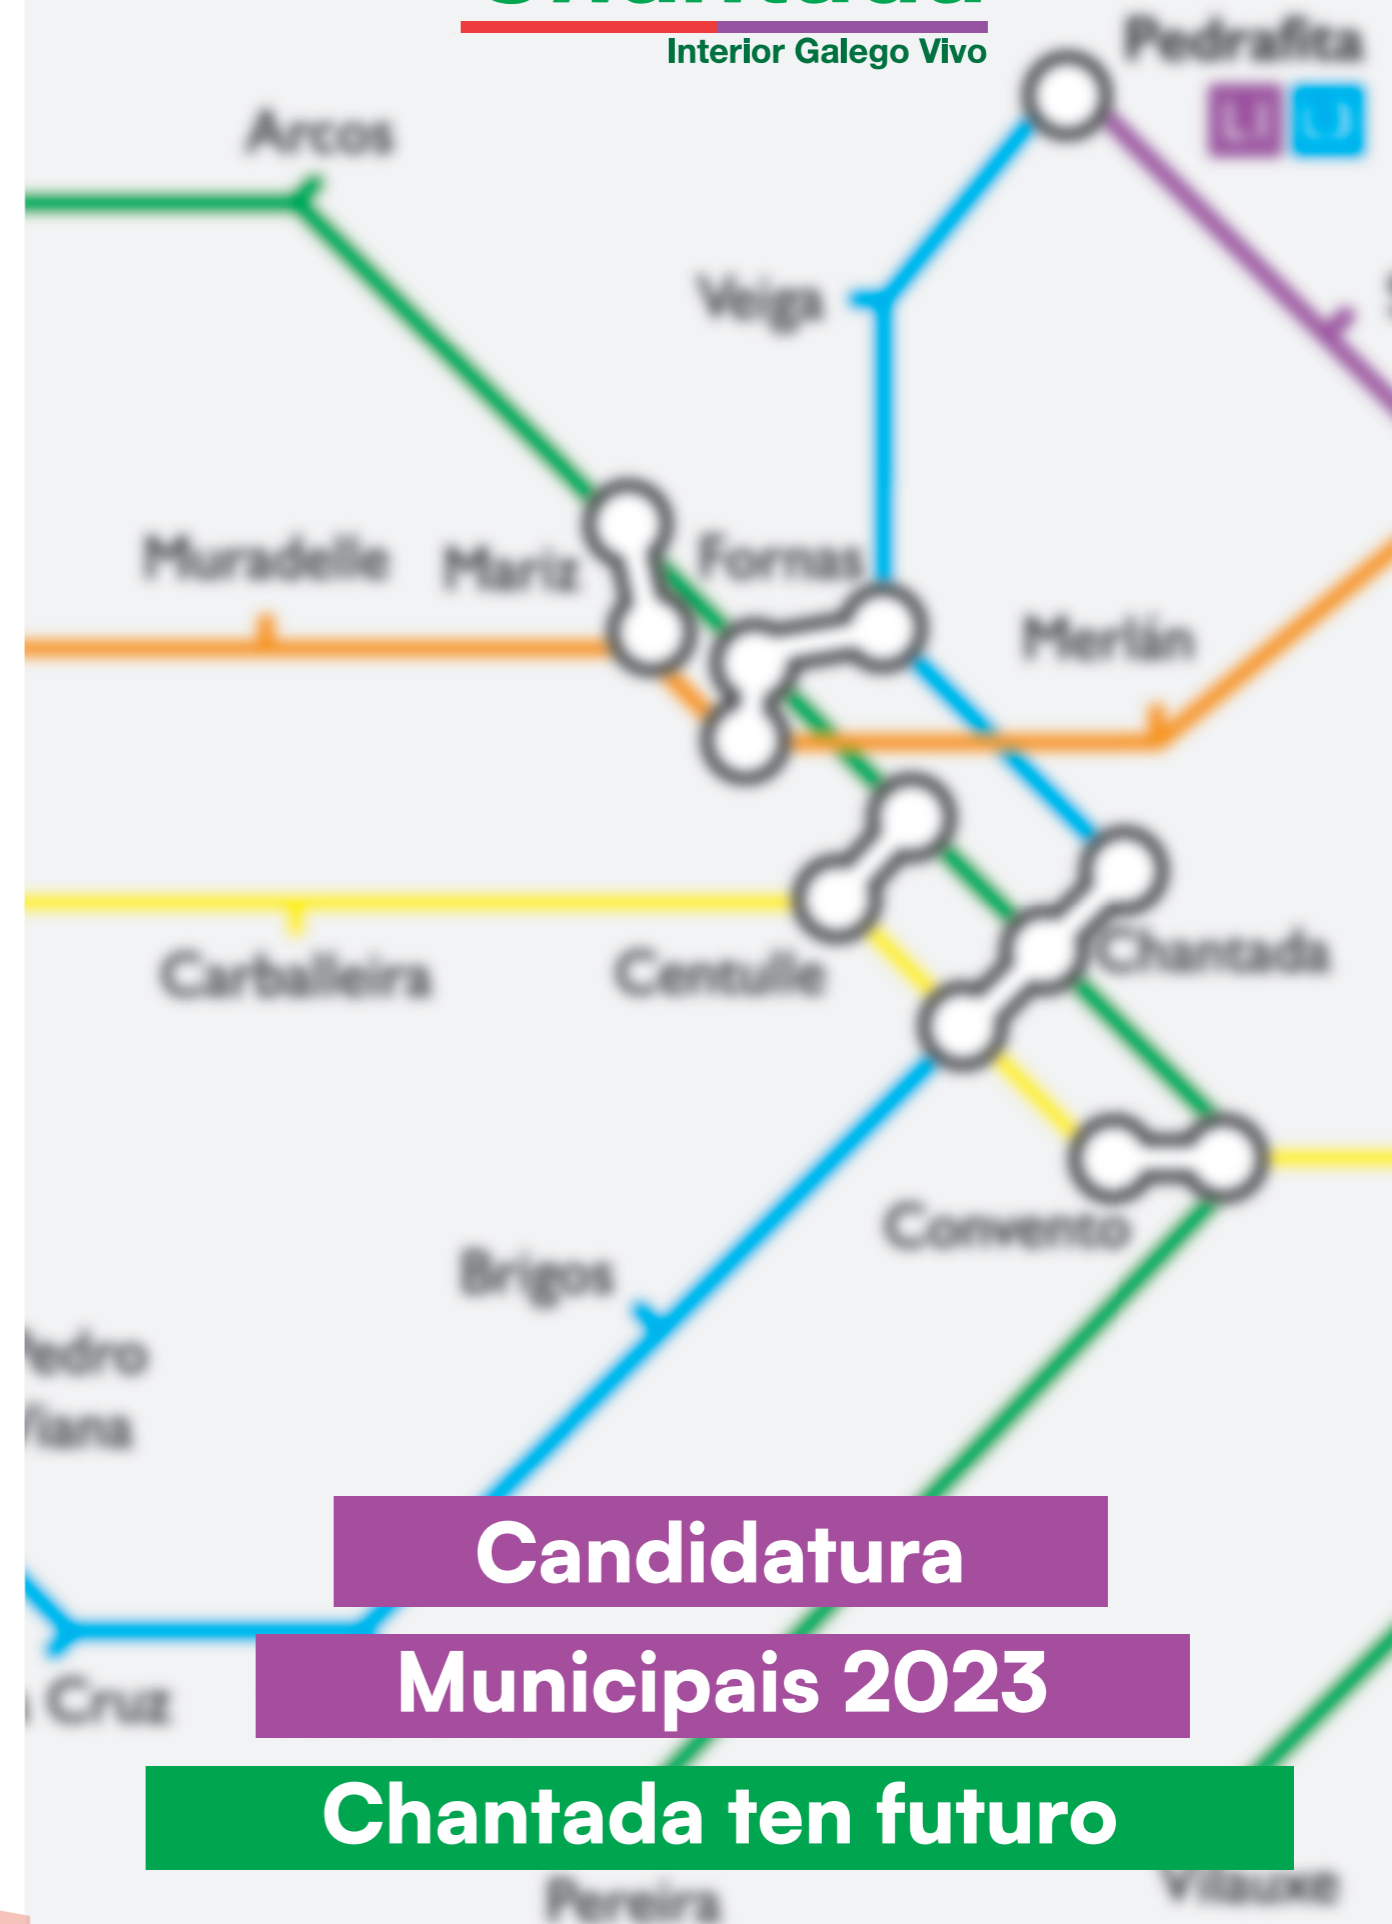 Interior Galego Vivo
Pedrafita
Arcos
Veiga
Muradelle
Mariz
Fornas
Merlán
Carballeira
Centulle
Chantada
Convento
Brigos
Cruz
Candidatura
Municipais 2023
Chantada ten futuro
Pereira
Vilauxe